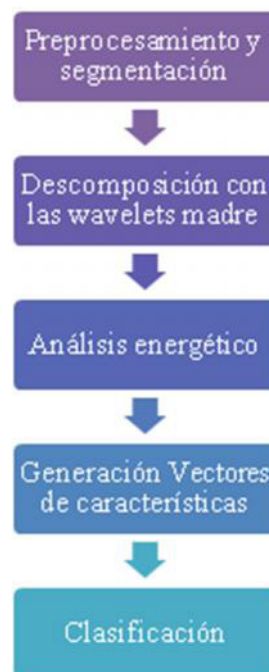 Preprocesamiento y
segmentación
Descomposición con
las wavelets madre
Análisis energético
Generación Vectores
de características
Clasificación